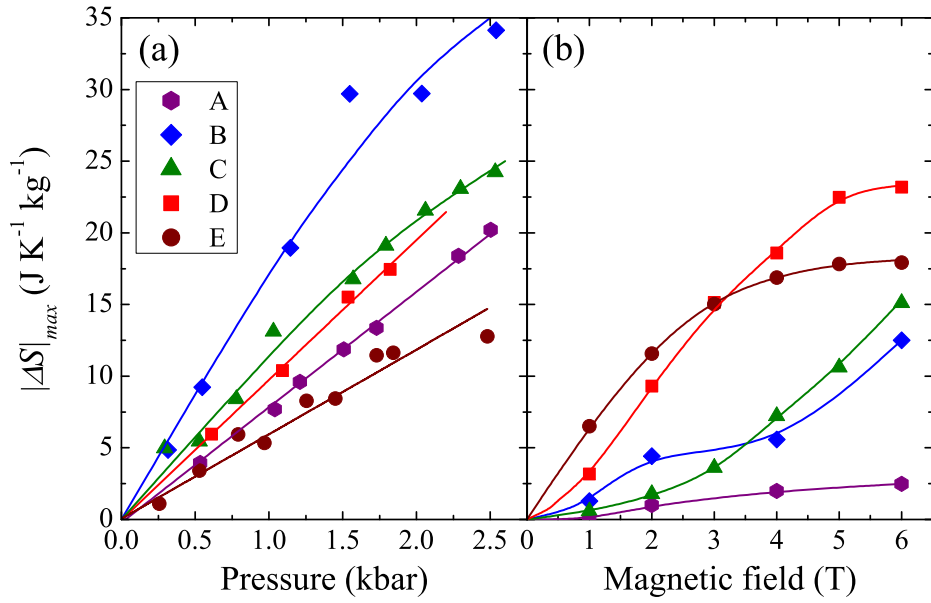 (a)
(b)
A
B
C
D
E
|ΔS|max (J K-1 kg-1)
35
30
25
20
15
10
5
0
0.0 0.5 1.0 1.5 2.0 2.5
0 1 2 3 4 5 6
Pressure (kbar)
Magnetic field (T)